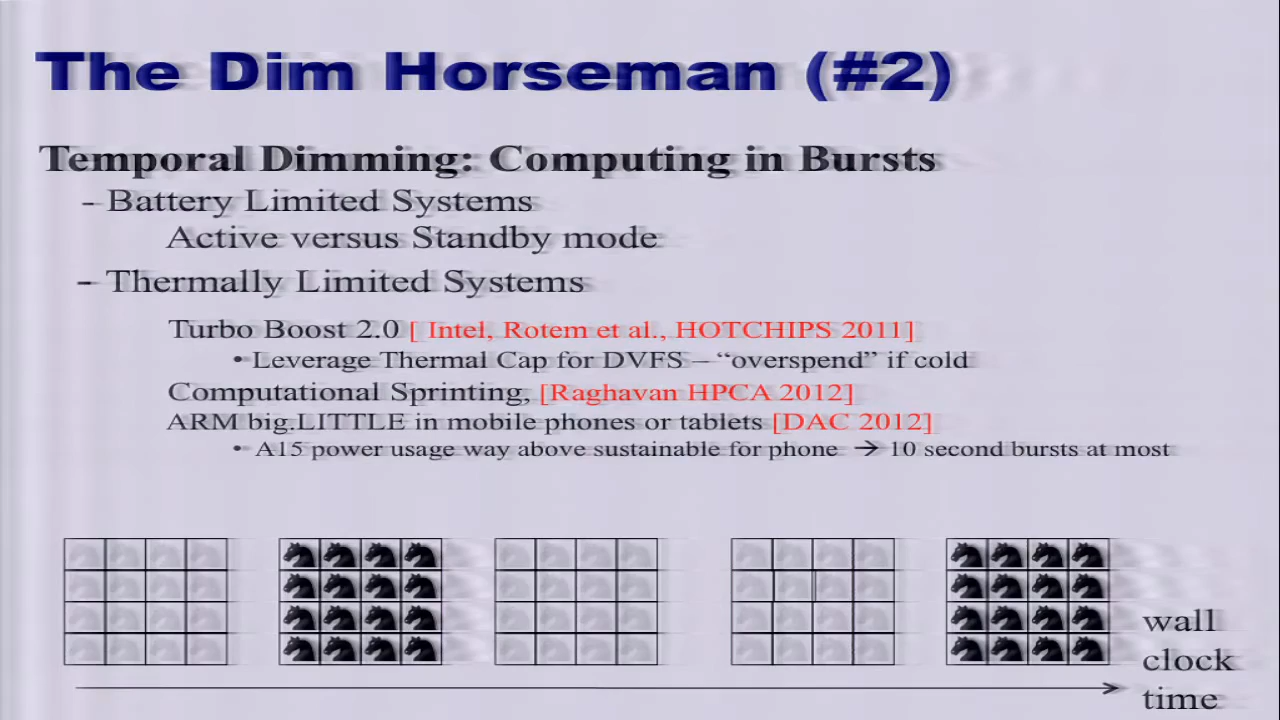 The Dim Horseman (#2)
Temporal Dimming: Computing in Bursts
– Battery Limited Systems
Active versus Standby mode
– Thermally Limited Systems
Turbo Boost 2.0 [ Intel, Rotem et al., HOTCHIPS 2011]
• Leverage Thermal Cap for DVFS – “overspend” if cold
Computational Sprinting, [Raghavan HPCA 2012]
ARM big.LITTLE in mobile phones or tablets [DAC 2012]
• A15 power usage way above sustainable for phone → 10 second bursts at most
wall
clock
time